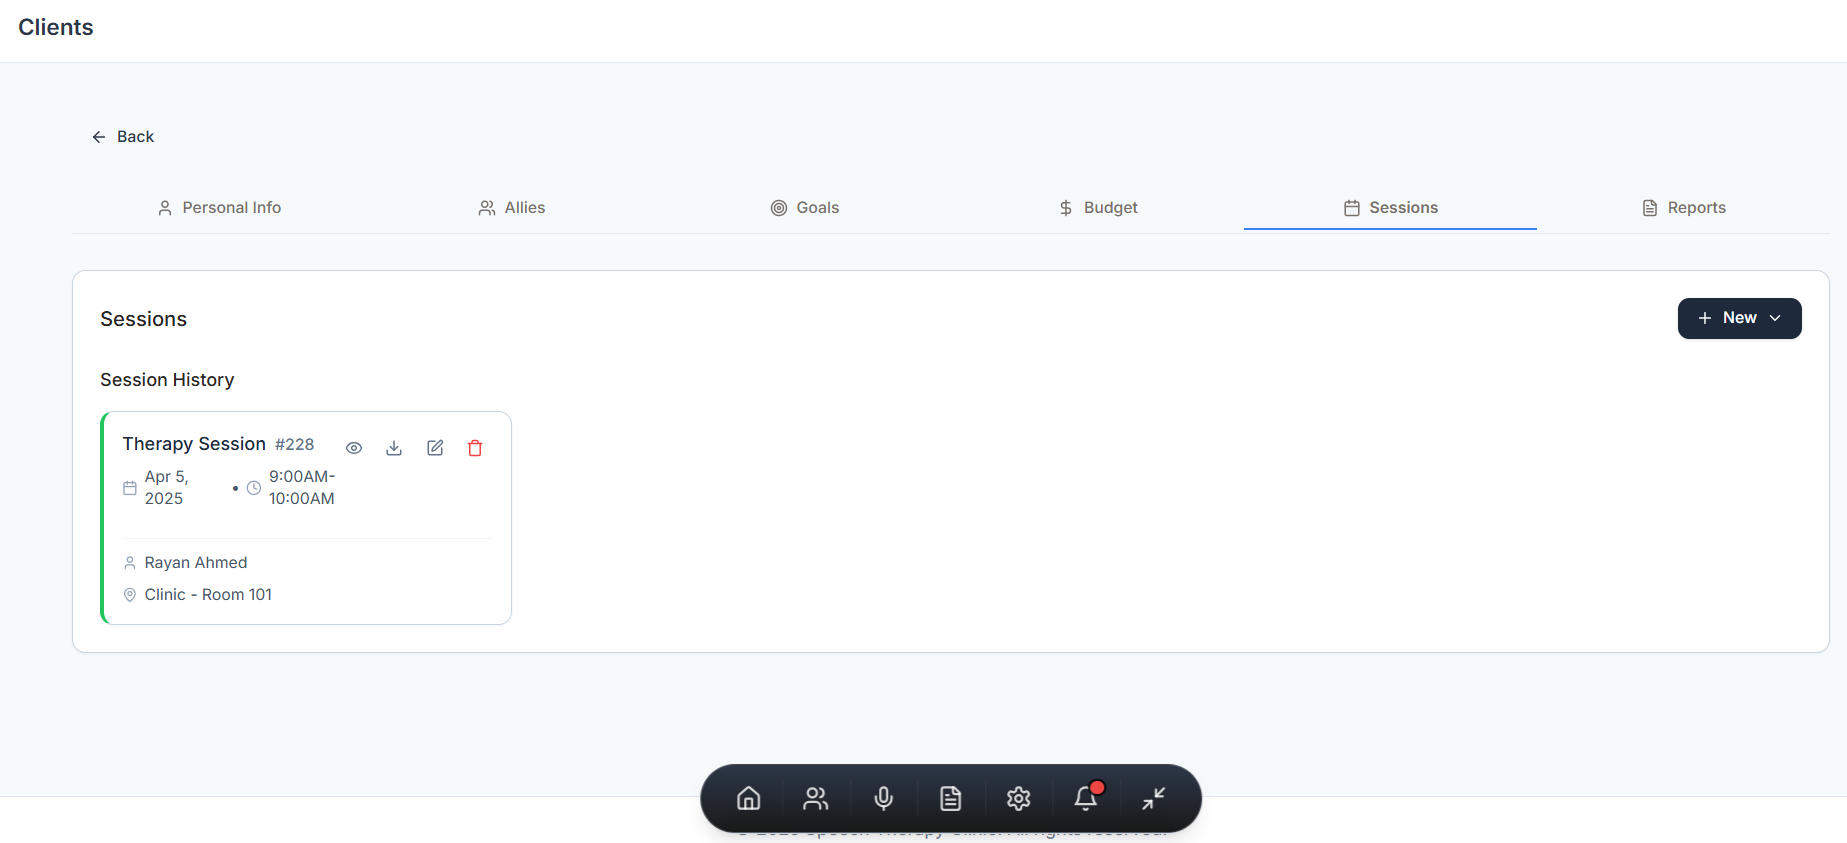 Clients
Back
Personal Info
Allies
Goals
Budget
Sessions
Reports
Sessions
New
Session History
Therapy Session #228
Apr 5,
2025
• 9:00AM-
10:00AM
Rayan Ahmed
Clinic - Room 101